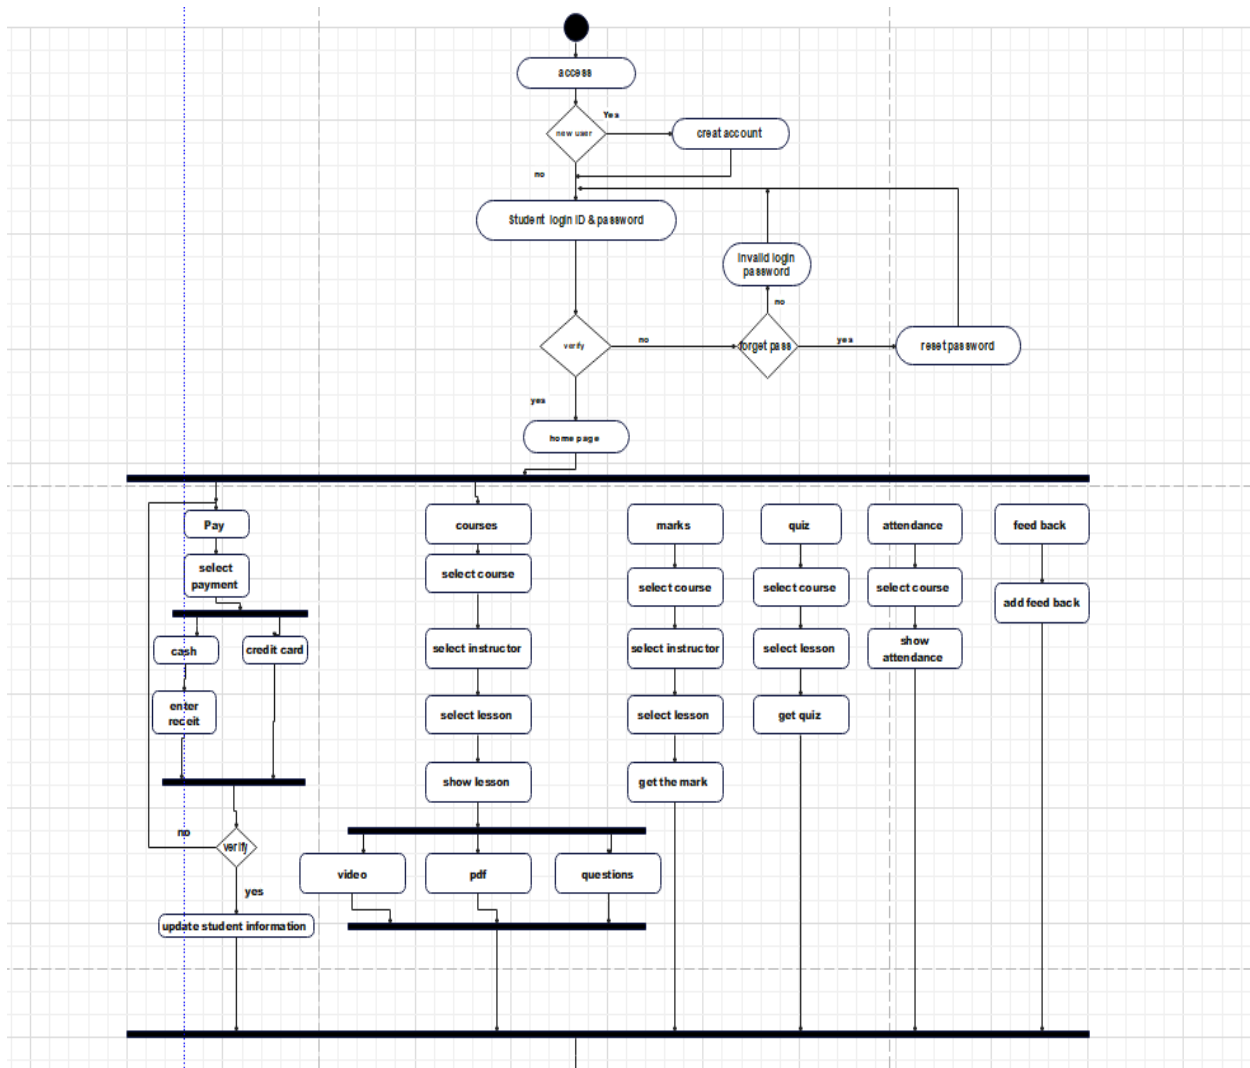 access
Yes
new user
creat account
no
Student login ID & password
invalid login
password
no
verify
no
forget pass
yes
reset password
yes
home page
Pay
courses
marks
quiz
attendance
feed back
select
payment
select course
select course
select course
select course
add feed back
cash
credit card
select instructor
select instructor
select lesson
show
attendance
enter
receit
select lesson
select lesson
get quiz
show lesson
get the mark
no
verify
video
pdf
questions
yes
update student information